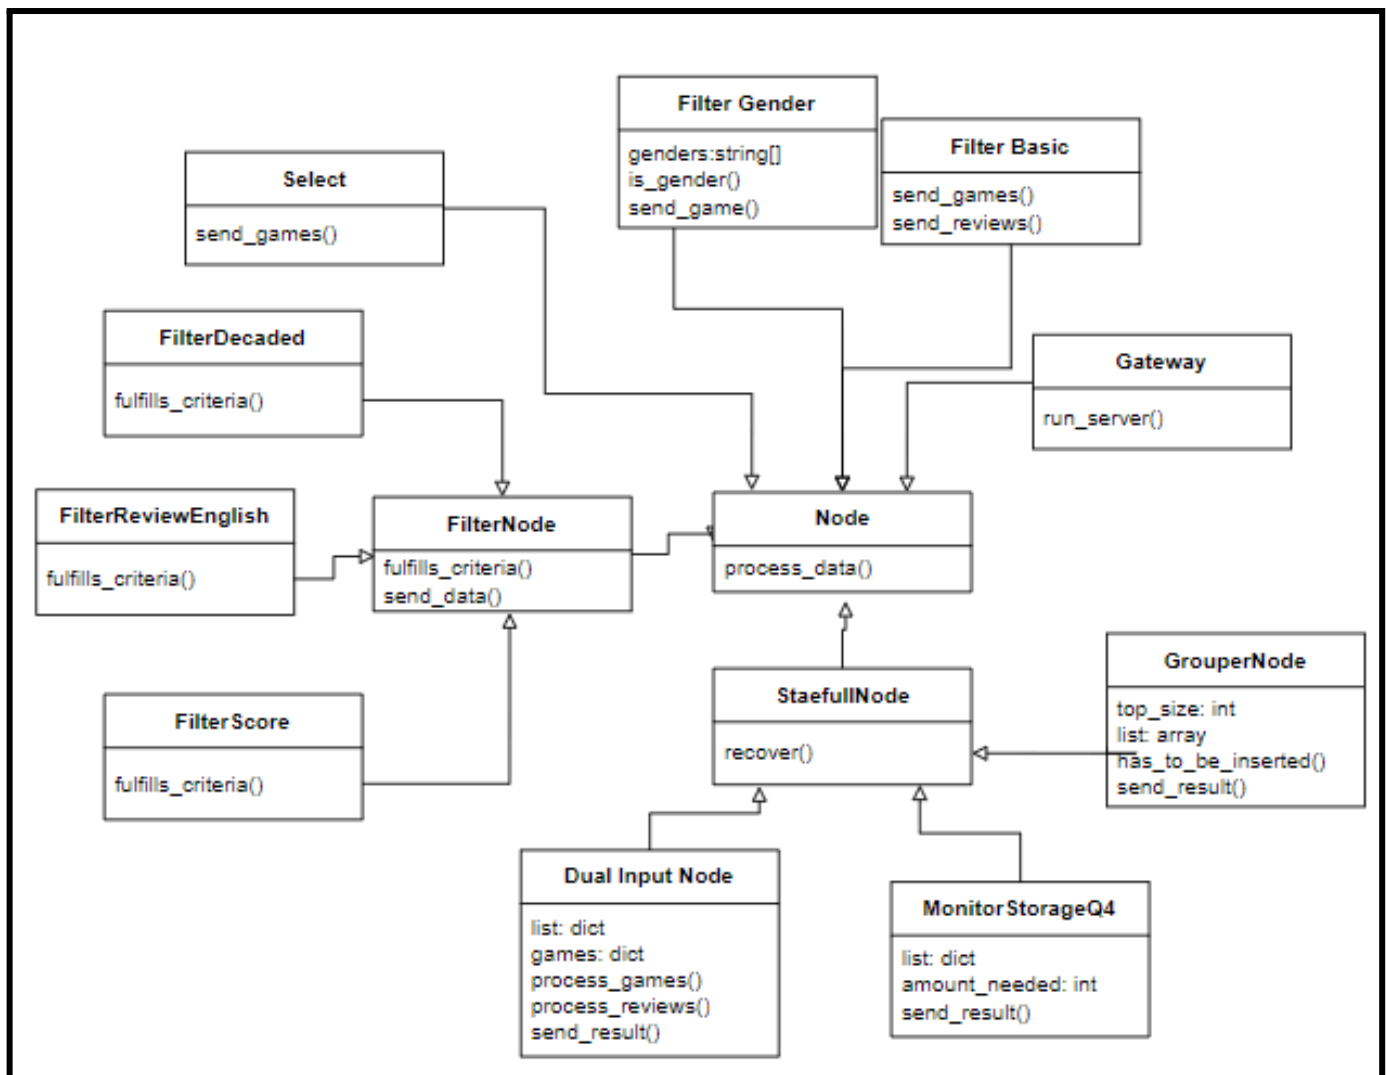 Filter Gender
genders:string[]
is_gender()
send_game()
Filter Basic
send_games()
send_reviews()
Select
send_games()
FilterDecaded
fulfills_criteria()
Gateway
run_server()
FilterReviewEnglish
fulfills_criteria()
FilterNode
fulfills_criteria()
send_data()
Node
process_data()
StaefullNode
recover()
GrouperNode
top_size: int
list: array
has_to_be_inserted()
send_result()
FilterScore
fulfills_criteria()
Dual Input Node
list: dict
games: dict
process_games()
process_reviews()
send_result()
MonitorStorageQ4
list: dict
amount_needed: int
send_result()